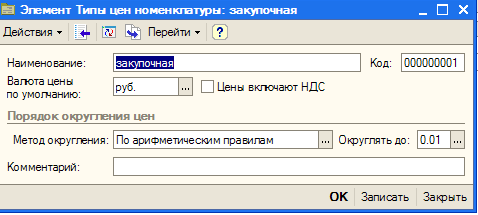 Элемент Типы цен номенклатуры: закупочная
Действия Перейти ?
Наименование: закупочная Код: 000000001
Валюта цены по умолчанию: руб. ... Цены включают НДС
Порядок округления цен
Метод округления: По арифметическим правилам ... Округлять до: 0.01 ...
Комментарий:
OK Записать Закрыть